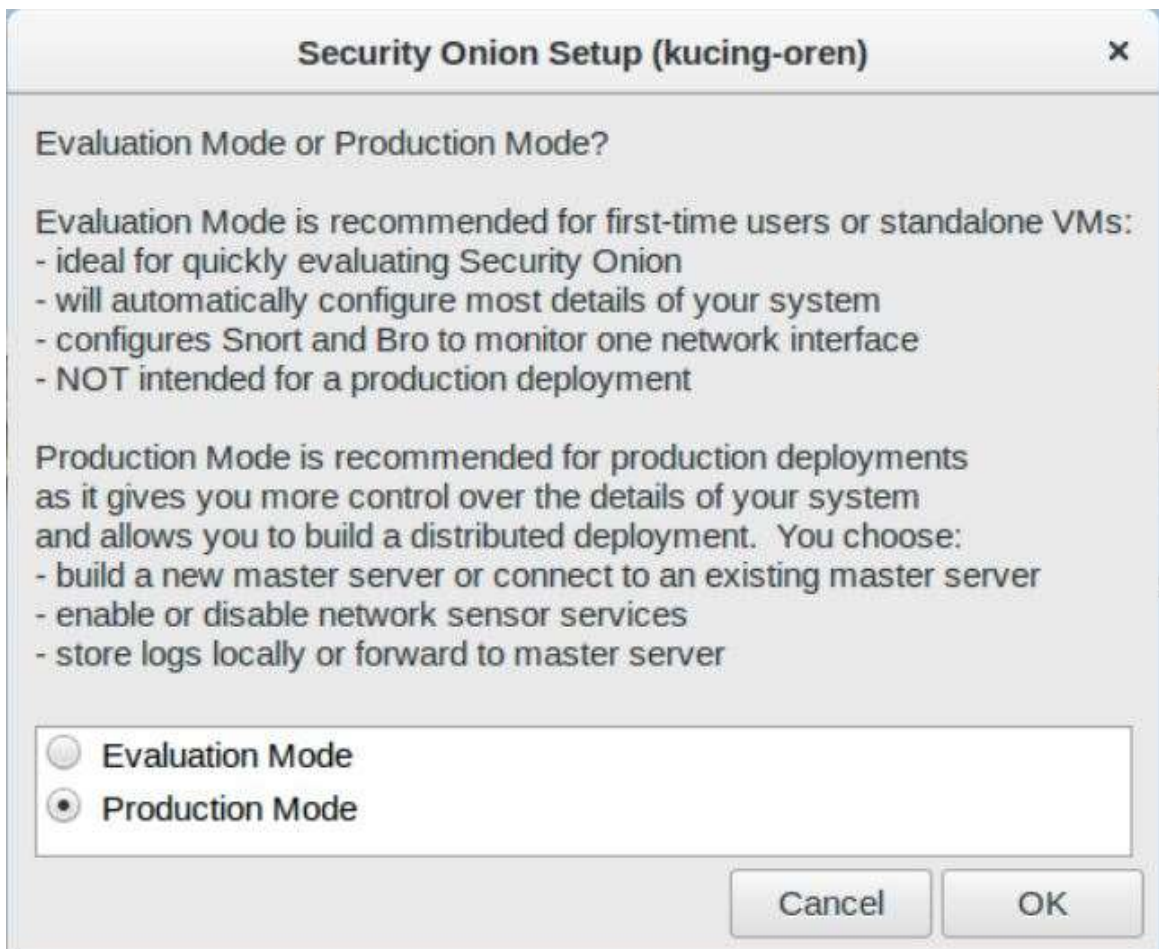 Security Onion Setup (kucing-oren)
Evaluation Mode or Production Mode?
Evaluation Mode is recommended for first-time users or standalone VMs:
- ideal for quickly evaluating Security Onion
- will automatically configure most details of your system
- configures Snort and Bro to monitor one network interface
- NOT intended for a production deployment
Production Mode is recommended for production deployments
as it gives you more control over the details of your system
and allows you to build a distributed deployment.  You choose:
- build a new master server or connect to an existing master server
- enable or disable network sensor services
- store logs locally or forward to master server
Evaluation Mode
Production Mode
Cancel OK